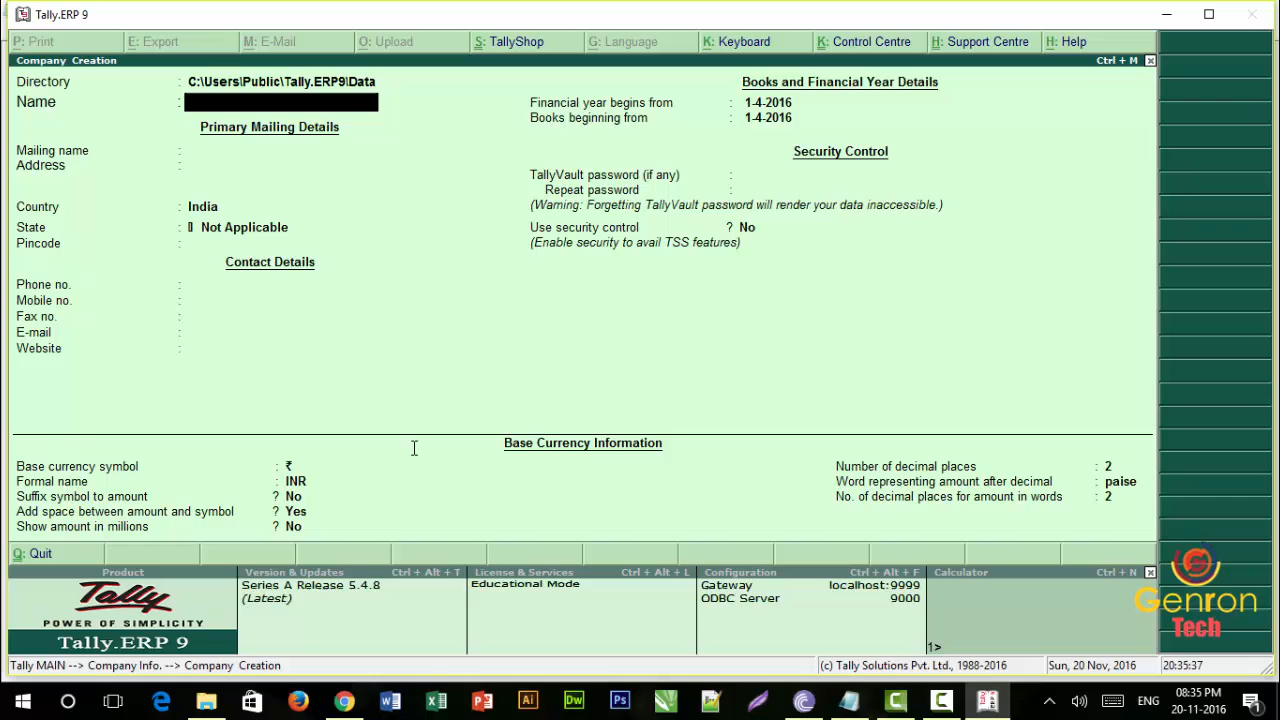 Tally.ERP 9
P: Print E: Export M: E-Mail O: Upload S: TallyShop G: Language K: Keyboard K: Control Centre H: Support Centre H: Help
Company Creation Ctrl + M
Directory : C:\Users\Public\Tally.ERP9\Data
Name :
Primary Mailing Details
Mailing name :
Address :
Country : India
State : Not Applicable
Pincode :
Contact Details
Phone no. :
Mobile no. :
Fax no. :
E-mail :
Website :
Books and Financial Year Details
Financial year begins from : 1-4-2016
Books beginning from : 1-4-2016
Security Control
TallyVault password (if any) :
Repeat password :
(Warning: Forgetting TallyVault password will render your data inaccessible.)
Use security control ? No
(Enable security to avail TSS features)
Base Currency Information
Base currency symbol : ₹
Formal name : INR
Suffix symbol to amount ? No
Add space between amount and symbol ? Yes
Show amount in millions ? No
Number of decimal places : 2
Word representing amount after decimal : paise
No. of decimal places for amount in words : 2
Q: Quit
Product
Tally
POWER OF SIMPLICITY
Tally.ERP 9
Version & Updates Ctrl + Alt + T
Series A Release 5.4.8
(Latest)
License & Services Ctrl + Alt + L
Educational Mode
Configuration Ctrl + Alt + F
Gateway localhost:9999
ODBC Server 9000
Calculator Ctrl + N
1>
Genron
Tech
Tally MAIN --> Company Info. --> Company Creation (c) Tally Solutions Pvt. Ltd., 1988-2016 Sun, 20 Nov, 2016 20:35:37
ENG 08:35 PM
20-11-2016